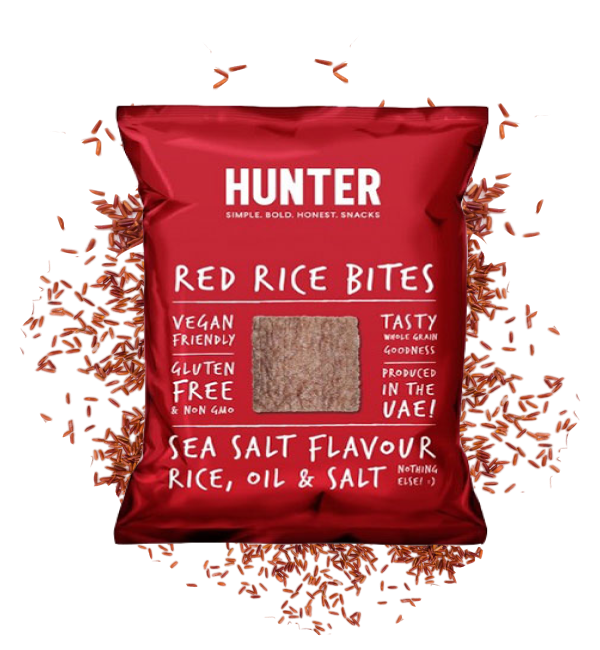 HUNTER
SIMPLE. BOLD. HONEST. SNACKS
RED RICE BITES
VEGAN
FRIENDLY
GLUTEN
FREE
& NON GMO
TASTY
WHOLE GRAIN
GOODNESS
PRODUCED
IN THE
UAE!
SEA SALT FLAVOUR
RICE, OIL & SALT NOTHING
ELSE! :)